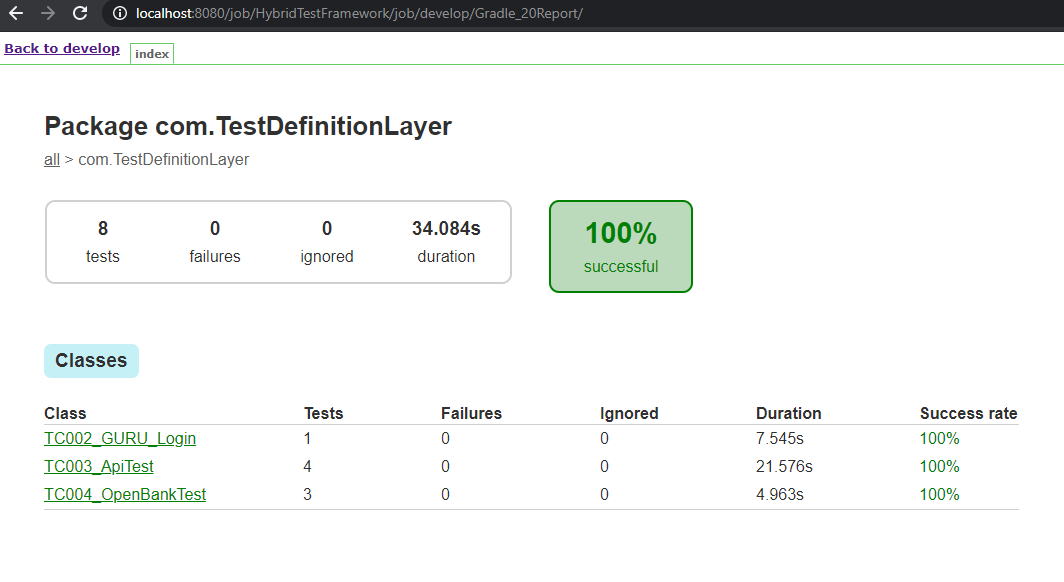 localhost:8080/job/HybridTestFramework/job/develop/Gradle_20Report/
Back to develop index
Package com.TestDefinitionLayer
all > com.TestDefinitionLayer
8 0 0 34.084s
tests failures ignored duration
100%
successful
Classes
Class Tests Failures Ignored Duration Success rate
TC002_GURU_Login 1 0 0 7.545s 100%
TC003_ApiTest 4 0 0 21.576s 100%
TC004_OpenBankTest 3 0 0 4.963s 100%